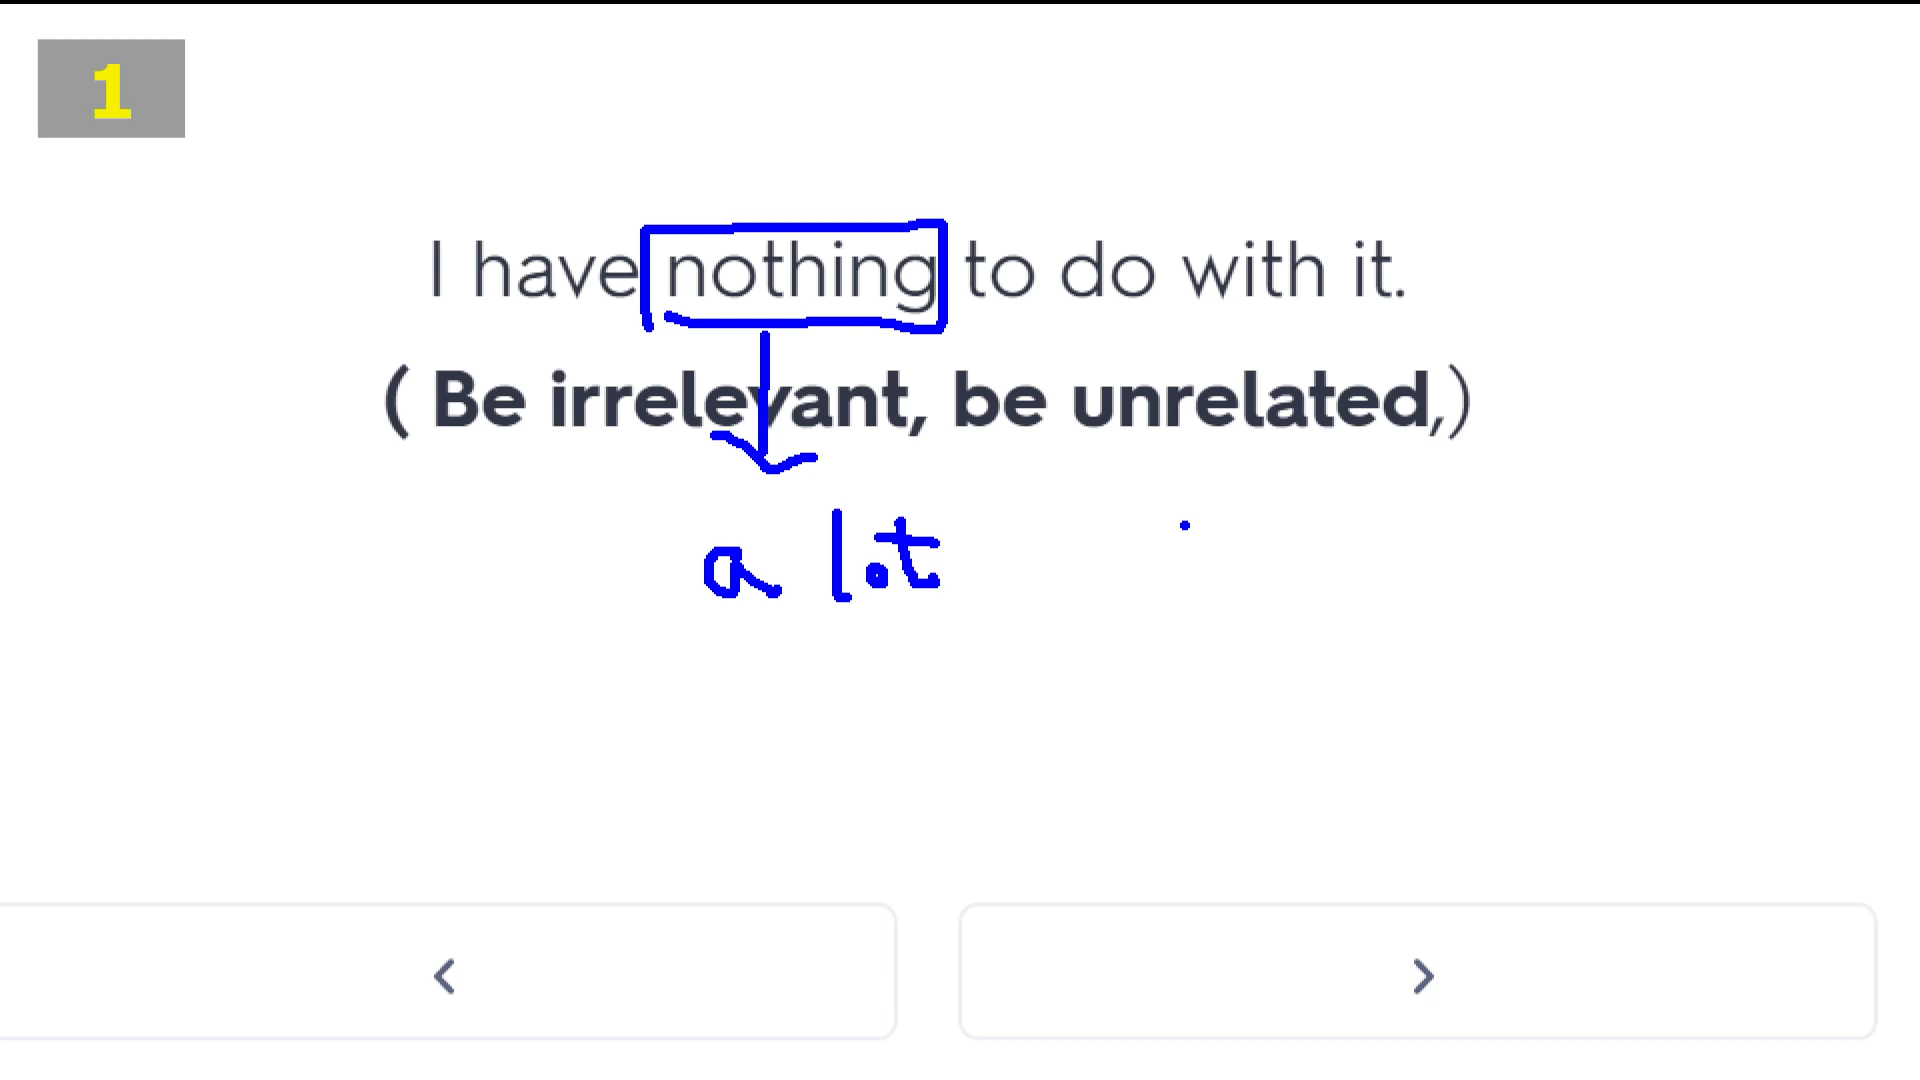 1
I have nothing to do with it.
( Be irrelevant, be unrelated,)
a lot